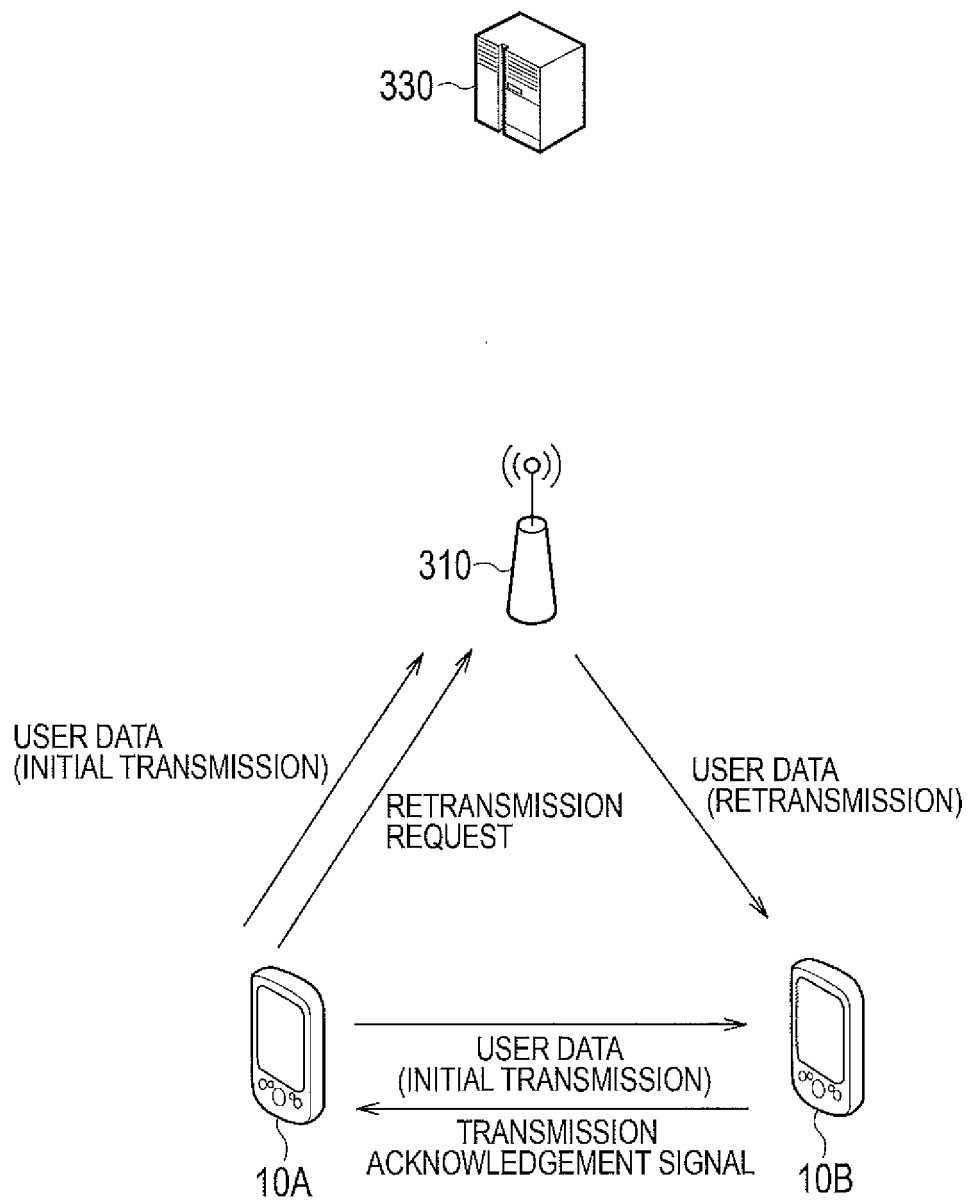 330
310
USER DATA
(INITIAL TRANSMISSION)
RETRANSMISSION
REQUEST
USER DATA
(RETRANSMISSION)
USER DATA
(INITIAL TRANSMISSION)
TRANSMISSION
ACKNOWLEDGEMENT SIGNAL
10A
10B